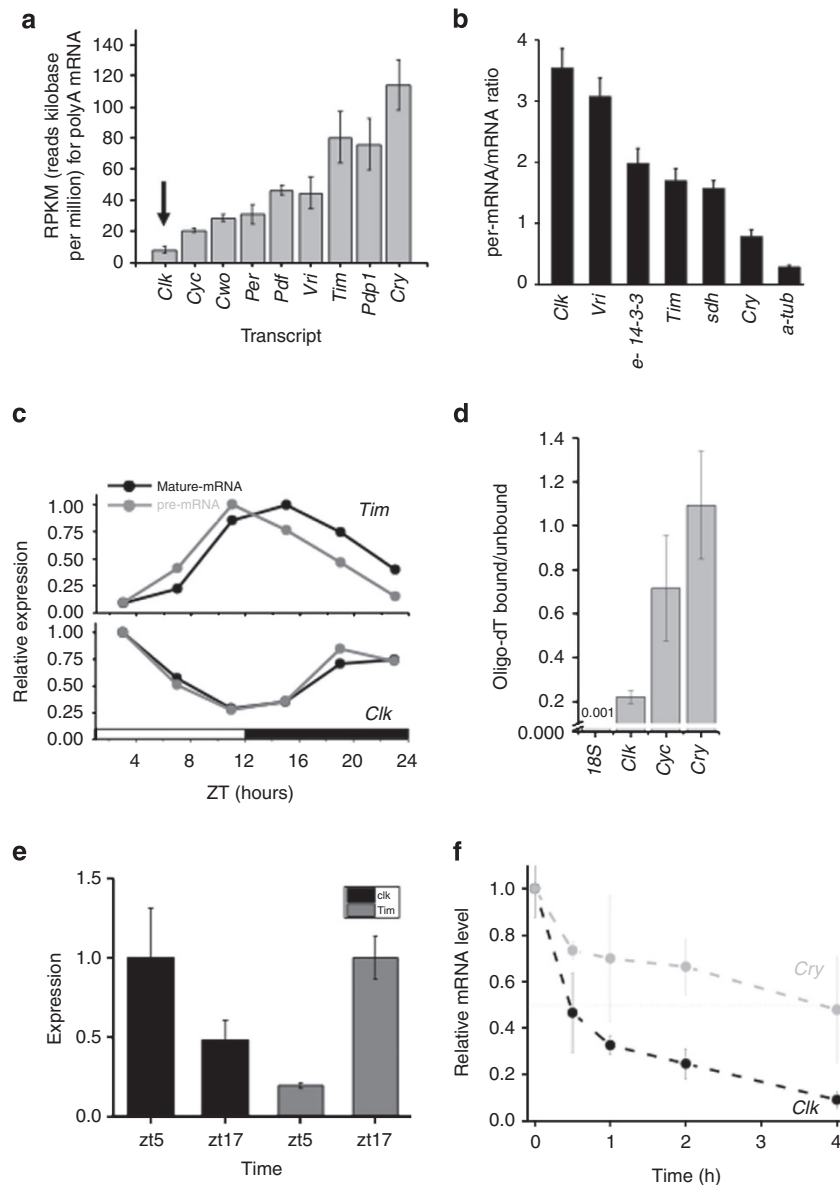 a
RPKM (reads kilobase
per million) for polyA mRNA
140
120
100
80
60
40
20
0
Clk
Cyc
Cwo
Per
Pdf
Vri
Tim
Pdp1
Cry
Transcript
b
per-mRNA/mRNA ratio
4
3
2
1
0
Clk
Vri
e- 14-3-3
Tim
sdh
Cry
a-tub
c
Mature-mRNA
pre-mRNA
Tim
Relative expression
1.00
0.75
0.50
0.25
0.00
1.00
0.75
0.50
0.25
0.00
Clk
4 8 12 16 20 24
ZT (hours)
d
Oligo-dT bound/unbound
1.4
1.2
1.0
0.8
0.6
0.4
0.2
0.000
0.001
18S
Clk
Cyc
Cry
e
Expression
1.5
1.0
0.5
0.0
clk
Tim
zt5 zt17 zt5 zt17
Time
f
Relative mRNA level
1.0
0.8
0.6
0.4
0.2
0.0
Cry
Clk
0 1 2 3 4
Time (h)